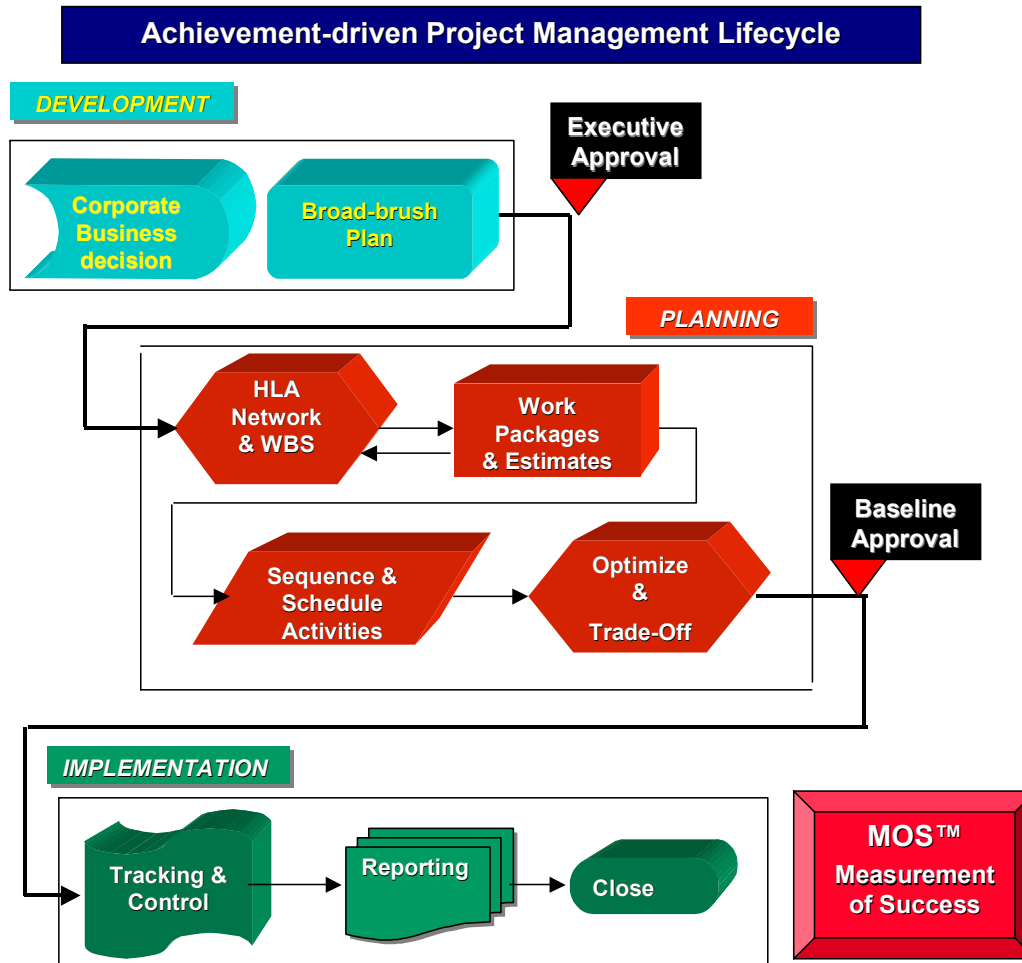 Achievement-driven Project Management Lifecycle
DEVELOPMENT
Executive
Approval
Corporate
Business
decision
Broad-brush
Plan
PLANNING
HLA
Network
& WBS
Work
Packages
& Estimates
Baseline
Approval
Sequence &
Schedule
Activities
Optimize
&
Trade-Off
IMPLEMENTATION
Tracking &
Control
Reporting
Close
MOS™
Measurement
of Success